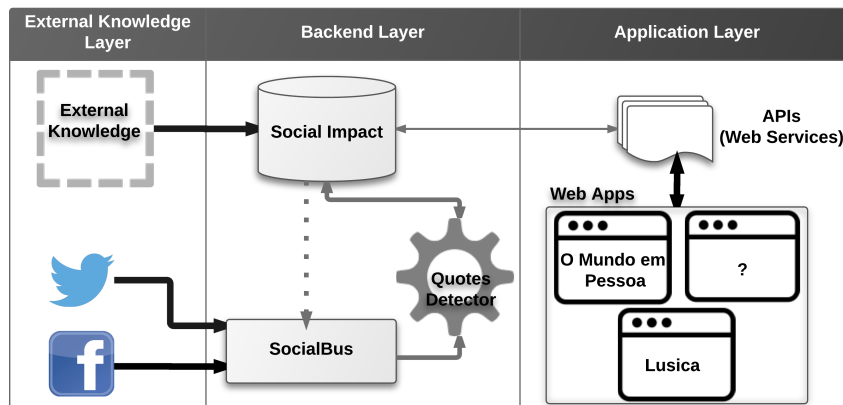 External Knowledge
Layer
Backend Layer
Application Layer
External
Knowledge
Social Impact
APIs
(Web Services)
Web Apps
O Mundo em
Pessoa
?
Quotes
Detector
SocialBus
f
Lusica